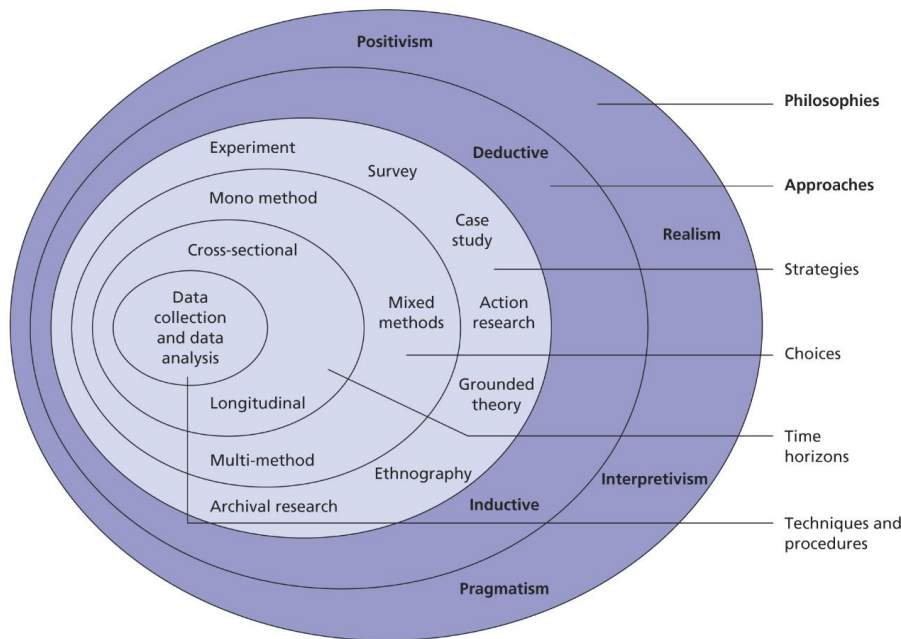 Positivism
Philosophies
Deductive
Approaches
Realism
Experiment
Survey
Case
study
Strategies
Mono method
Cross-sectional
Data
collection
and data
analysis
Mixed
methods
Action
research
Choices
Grounded
theory
Longitudinal
Time
horizons
Multi-method
Ethnography
Interpretivism
Archival research
Inductive
Techniques and
procedures
Pragmatism